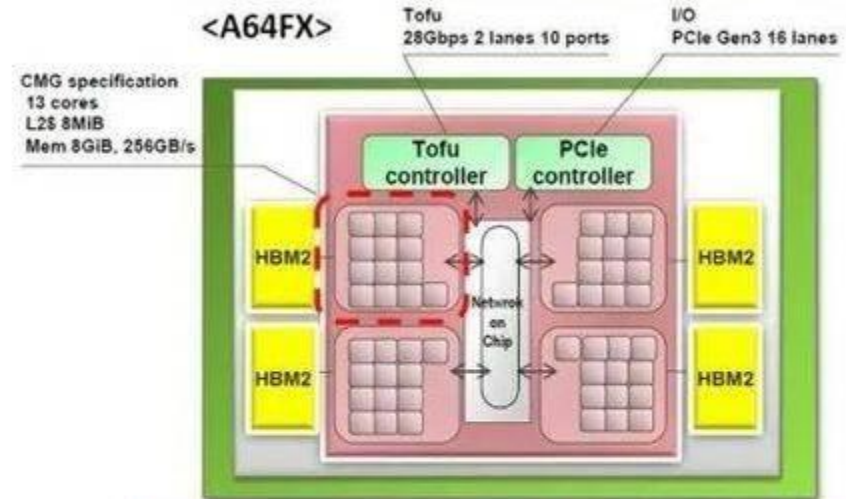 <A64FX>
Tofu
28Gbps 2 lanes 10 ports
I/O
PCIe Gen3 16 lanes
CMG specification
13 cores
L2$ 8MiB
Mem 8GiB, 256GB/s
Tofu
controller
PCIe
controller
HBM2
HBM2
Netwrok
on
Chip
HBM2
HBM2